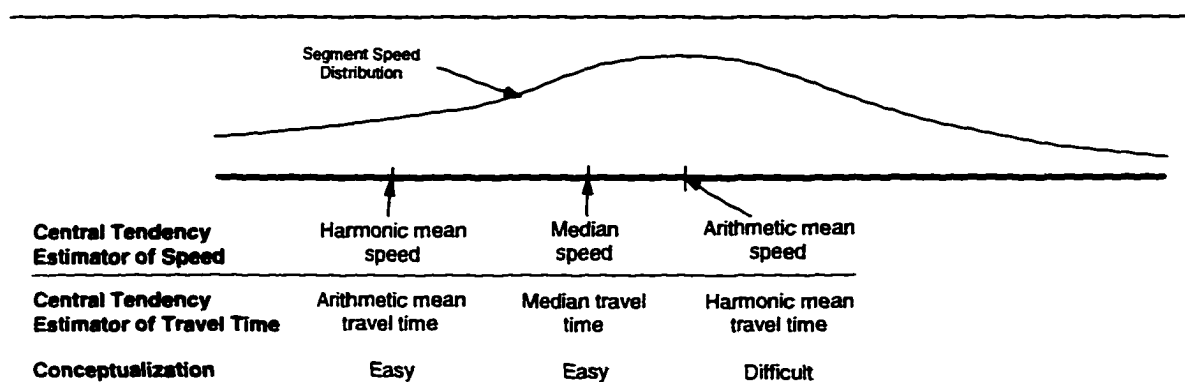 Segment Speed
Distribution
Central Tendency
Estimator of Speed
Harmonic mean
speed
Median
speed
Arithmetic mean
speed
Central Tendency
Estimator of Travel Time
Arithmetic mean
travel time
Median travel
time
Harmonic mean
travel time
Conceptualization
Easy
Easy
Difficult